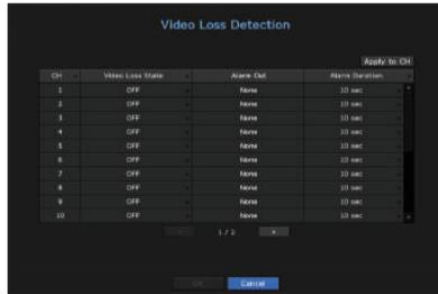 Video Loss Detection
Apply to CH
CH Video Loss State Alarm Out Alarm Duration
1 OFF None 10 sec
2 OFF None 10 sec
3 OFF None 10 sec
4 OFF None 10 sec
5 OFF None 10 sec
6 OFF None 10 sec
7 OFF None 10 sec
8 OFF None 10 sec
9 OFF None 10 sec
10 OFF None 10 sec
1 / 2
OK Cancel